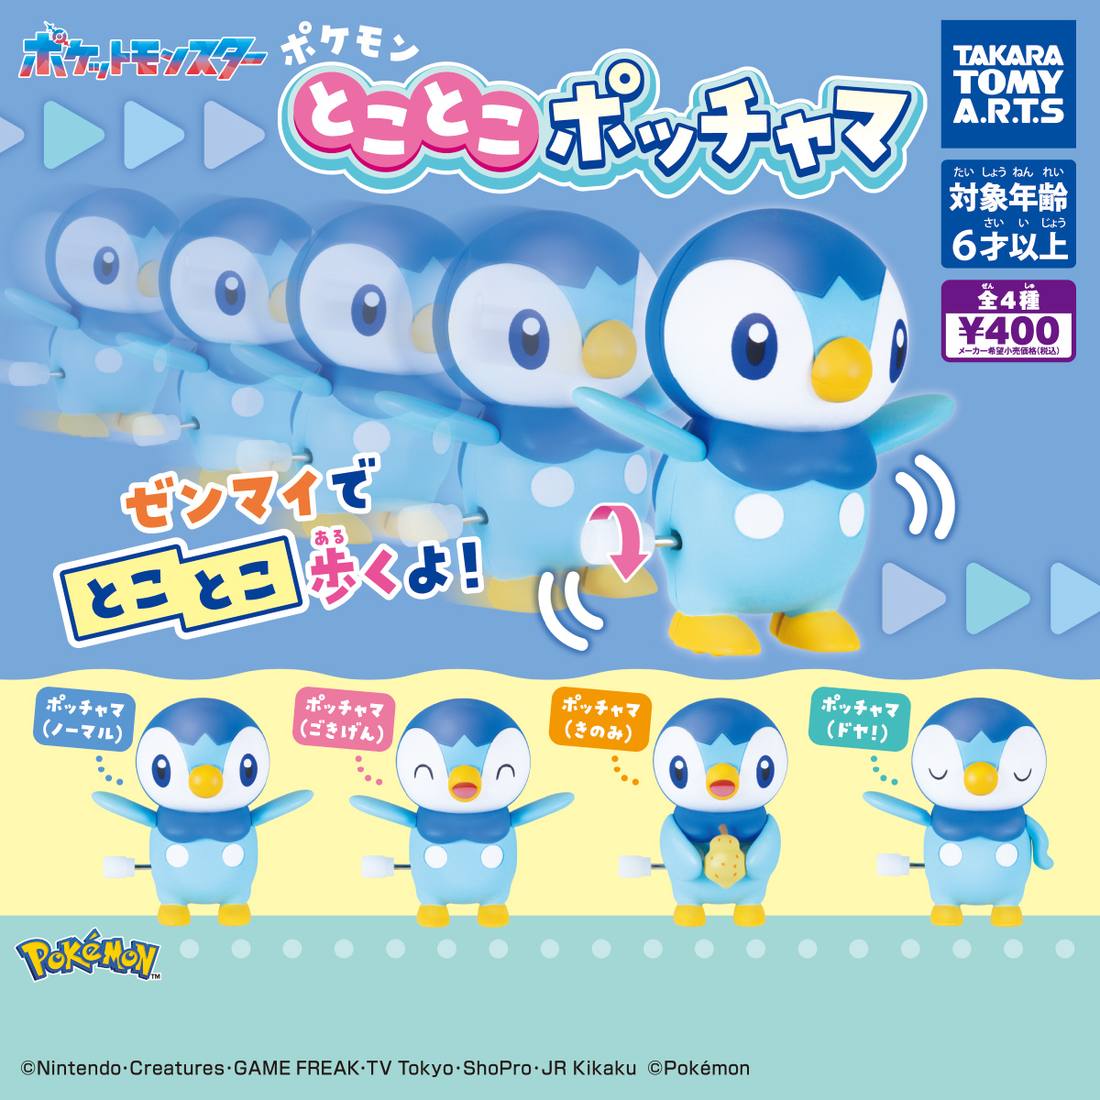 ポケットモンスター
ポケモン
とことこポッチャマ
TAKARA
TOMY
A.R.T.S
たいしょうねんれい
対象年齢
さいいじょう
6才以上
ぜん しゅ
全4種
¥400
メーカー希望小売価格(税込)
ゼンマイで
ある
とことこ歩くよ!
ポッチャマ
(ノーマル)
ポッチャマ
(ごきげん)
ポッチャマ
(きのみ)
ポッチャマ
(ドヤ!)
POKéMON
TM
©Nintendo・Creatures・GAME FREAK・TV Tokyo・ShoPro・JR Kikaku ©Pokémon